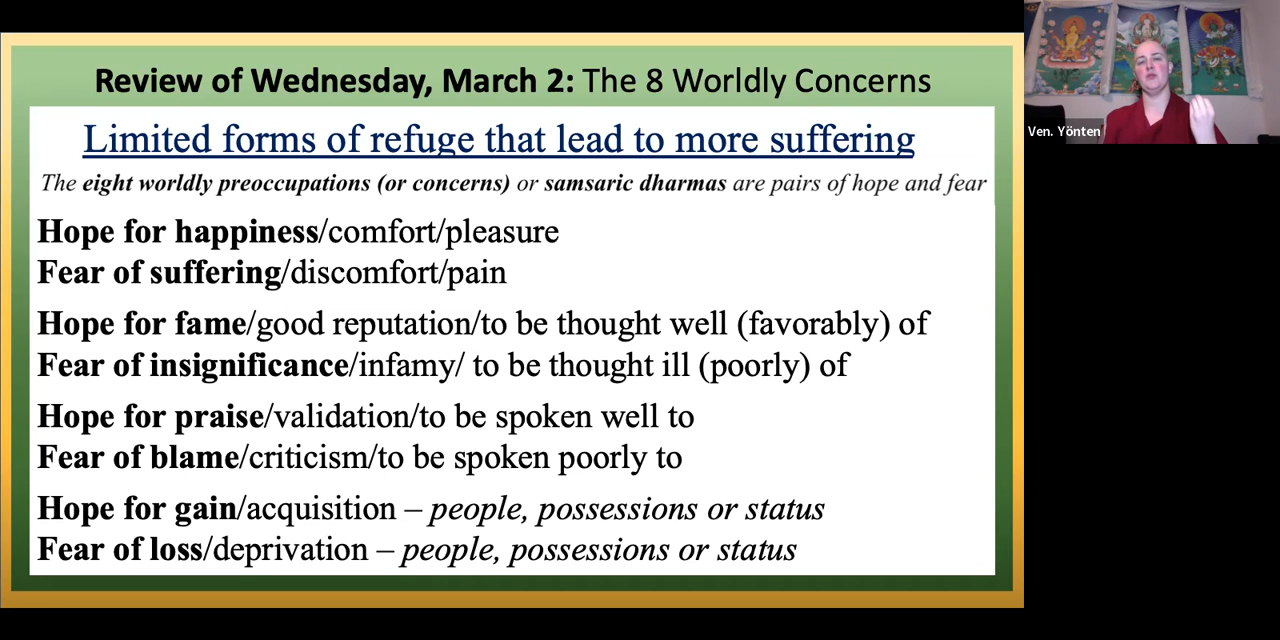 Review of Wednesday, March 2: The 8 Worldly Concerns
Limited forms of refuge that lead to more suffering
The eight worldly preoccupations (or concerns) or samsaric dharmas are pairs of hope and fear
Hope for happiness/comfort/pleasure
Fear of suffering/discomfort/pain
Hope for fame/good reputation/to be thought well (favorably) of
Fear of insignificance/infamy/ to be thought ill (poorly) of
Hope for praise/validation/to be spoken well to
Fear of blame/criticism/to be spoken poorly to
Hope for gain/acquisition – people, possessions or status
Fear of loss/deprivation – people, possessions or status
Ven. Yönten